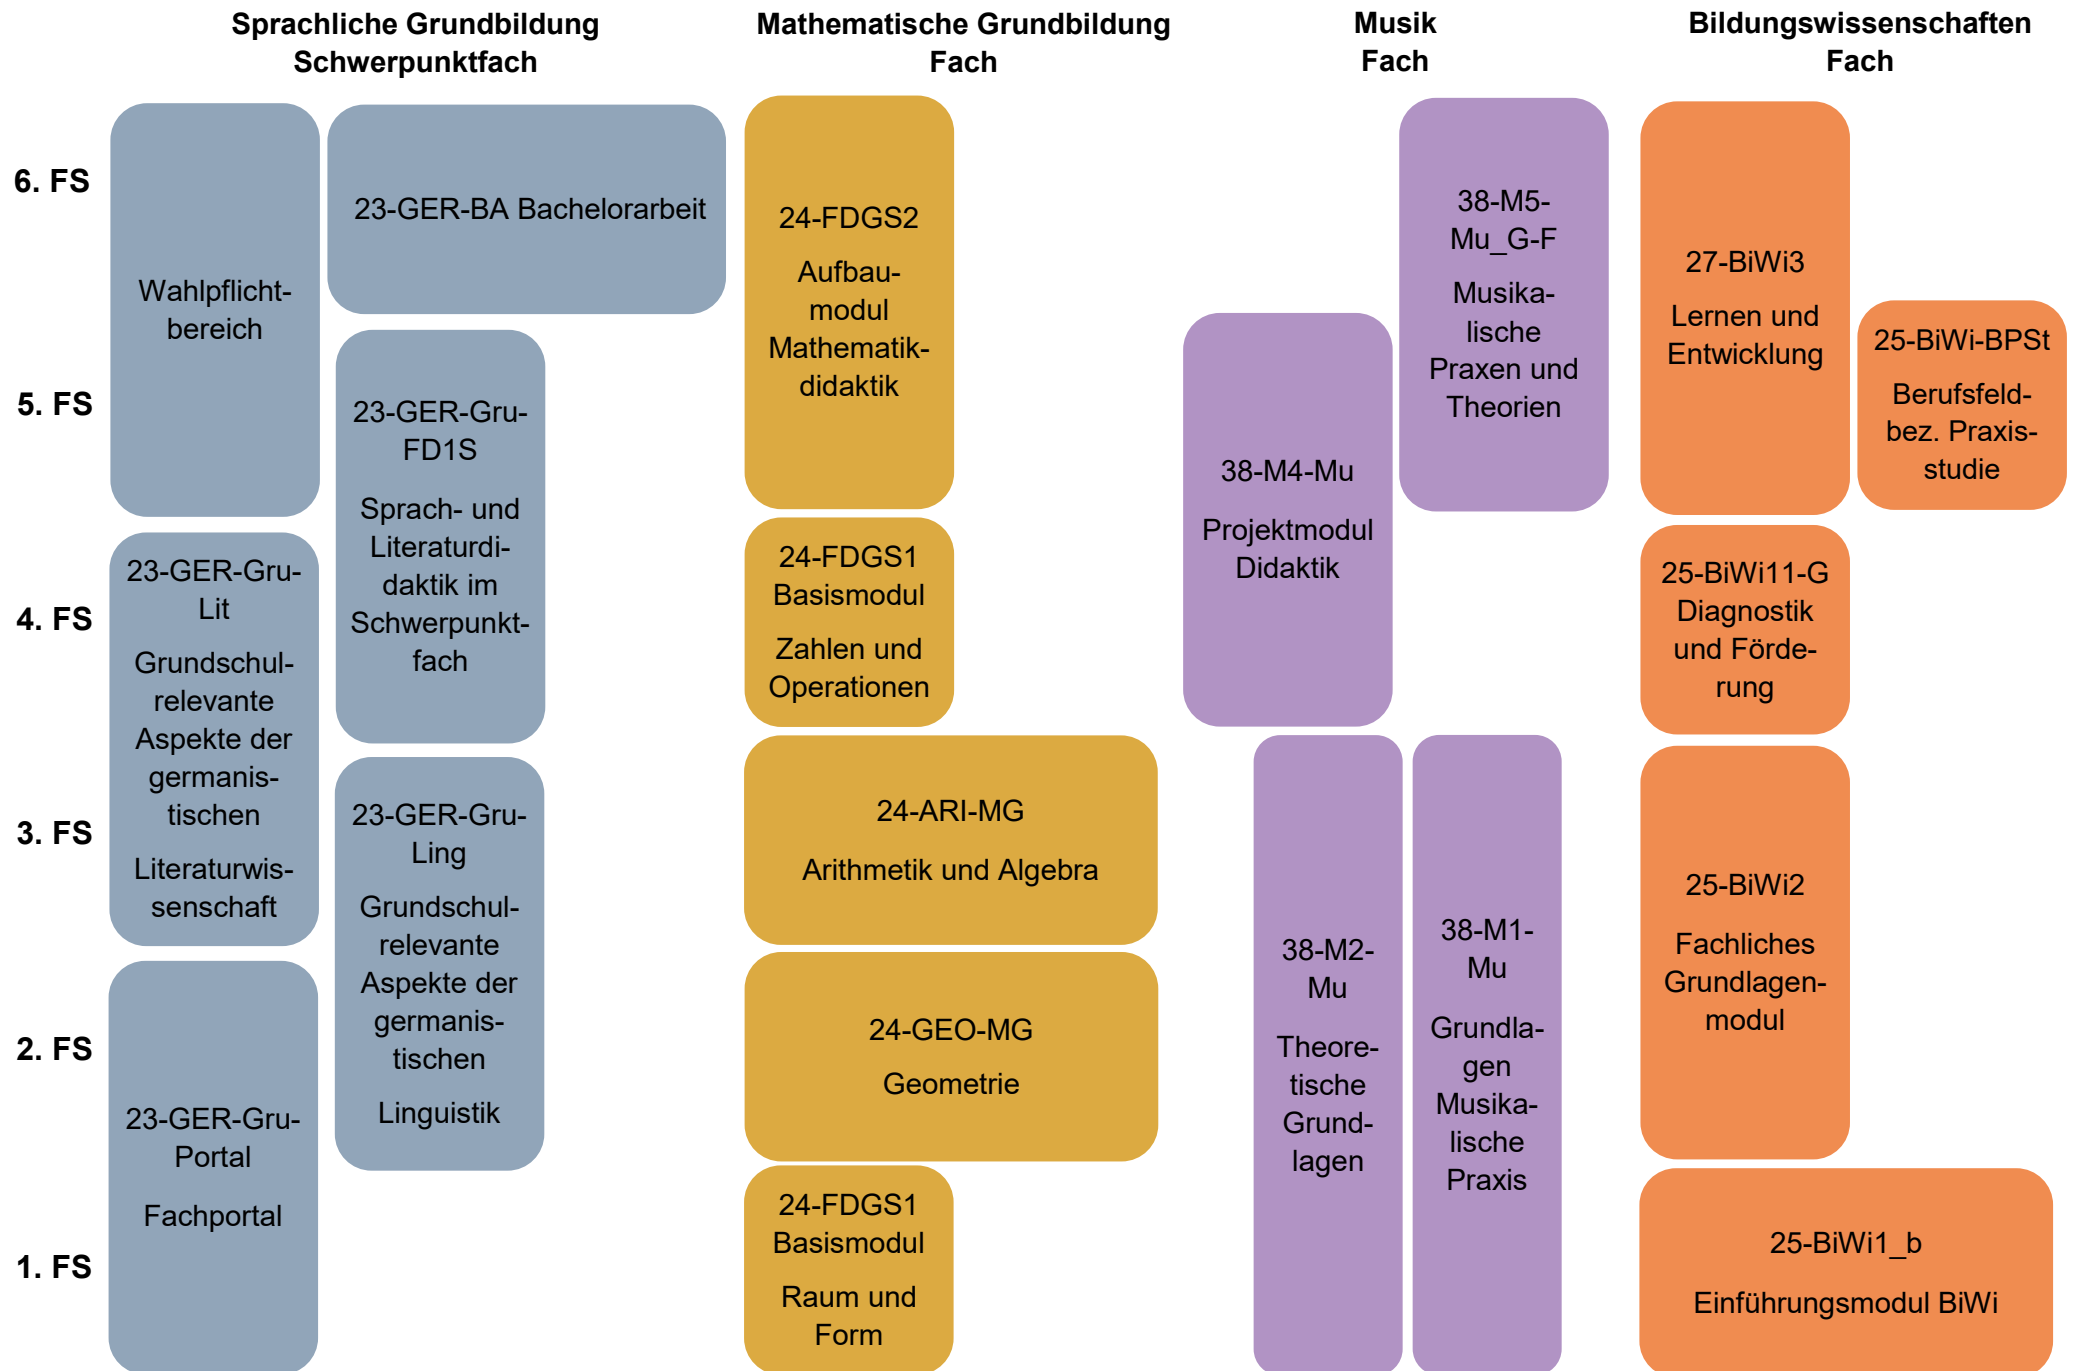 Sprachliche Grundbildung
Schwerpunktfach
Mathematische Grundbildung
Fach
Musik
Fach
Bildungswissenschaften
Fach
6. FS
5. FS
4. FS
3. FS
2. FS
1. FS
Wahlpflicht-
bereich
23-GER-BA Bachelorarbeit
23-GER-Gru-
FD1S
Sprach- und
Literaturdi-
daktik im
Schwerpunkt-
fach
23-GER-Gru-
Lit
Grundschul-
relevante
Aspekte der
germanis-
tischen
Literaturwis-
senschaft
23-GER-Gru-
Ling
Grundschul-
relevante
Aspekte der
germanis-
tischen
Linguistik
23-GER-Gru-
Portal
Fachportal
24-FDGS2
Aufbau-
modul
Mathematik-
didaktik
24-FDGS1
Basismodul
Zahlen und
Operationen
24-ARI-MG
Arithmetik und Algebra
24-GEO-MG
Geometrie
24-FDGS1
Basismodul
Raum und
Form
38-M5-
Mu_G-F
Musika-
lische
Praxen und
Theorien
38-M4-Mu
Projektmodul
Didaktik
38-M2-
Mu
Theore-
tische
Grund-
lagen
38-M1-
Mu
Grundla-
gen
Musika-
lische
Praxis
27-BiWi3
Lernen und
Entwicklung
25-BiWi-BPSt
Berufsfeld-
bez. Praxis-
studie
25-BiWi11-G
Diagnostik
und Förde-
rung
25-BiWi2
Fachliches
Grundlagen-
modul
25-BiWi1_b
Einführungsmodul BiWi